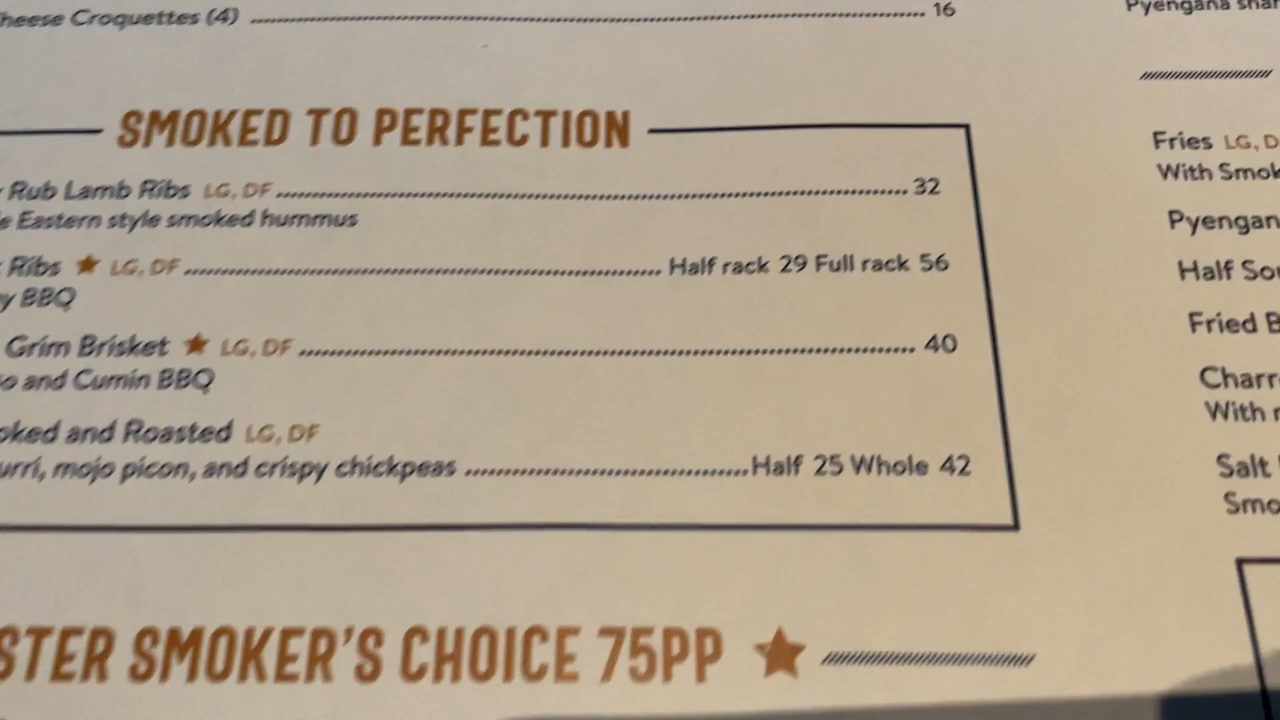 Cheese Croquettes (4) 16
SMOKED TO PERFECTION
Rub Lamb Ribs LG, DF 32
Eastern style smoked hummus
Ribs ★ LG, DF Half rack 29 Full rack 56
BBQ
Grim Brisket ★ LG, DF 40
and Cumin BBQ
oked and Roasted LG, DF
urri, mojo picon, and crispy chickpeas Half 25 Whole 42
STER SMOKER'S CHOICE 75PP ★
Pyengana
Fries LG, D
With Smok
Pyengan
Half Sou
Fried B
Charr
With r
Salt
Smo